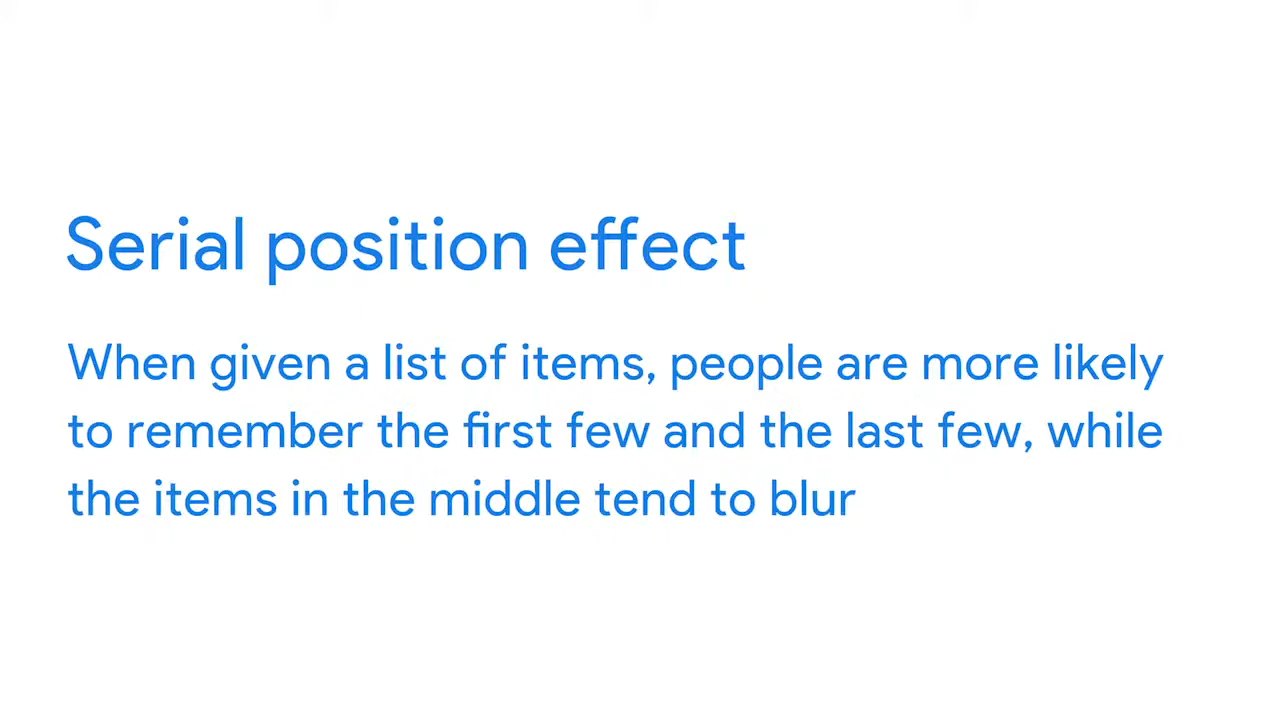 Serial position effect
When given a list of items, people are more likely
to remember the first few and the last few, while
the items in the middle tend to blur